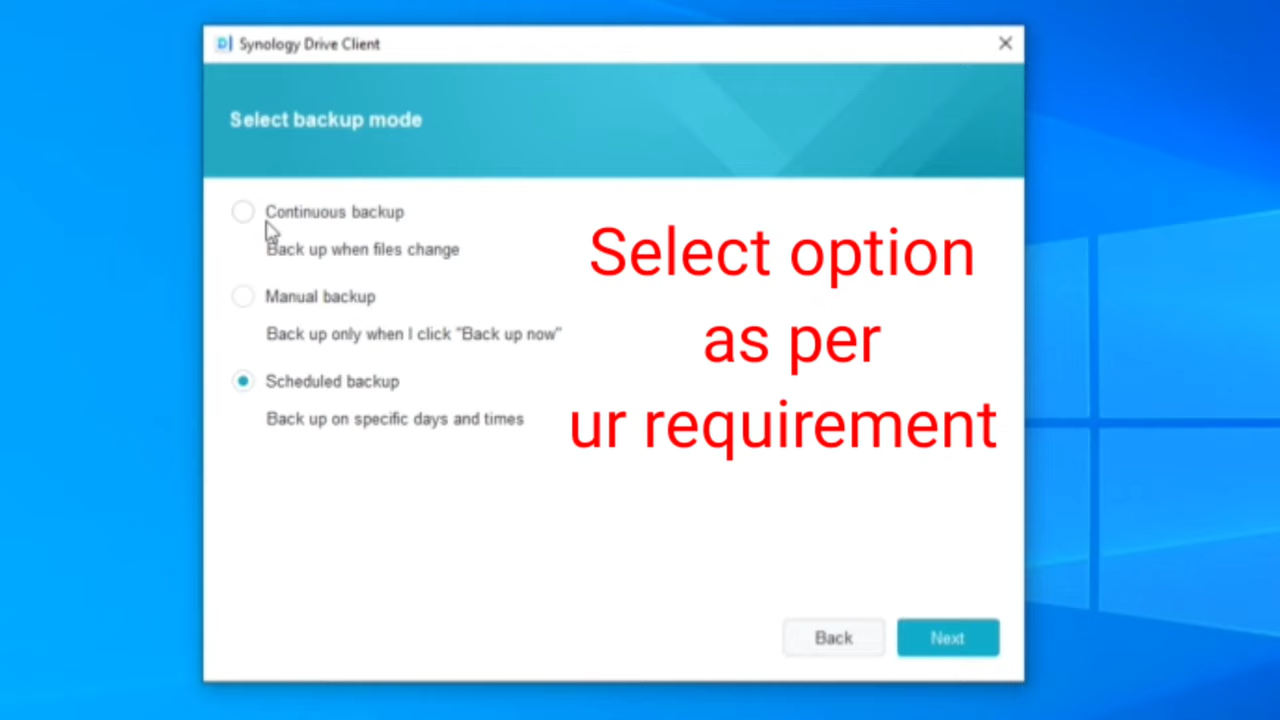 Synology Drive Client
Select backup mode
Continuous backup
Back up when files change
Manual backup
Back up only when I click "Back up now"
Scheduled backup
Back up on specific days and times
Select option
as per
ur requirement
Back
Next